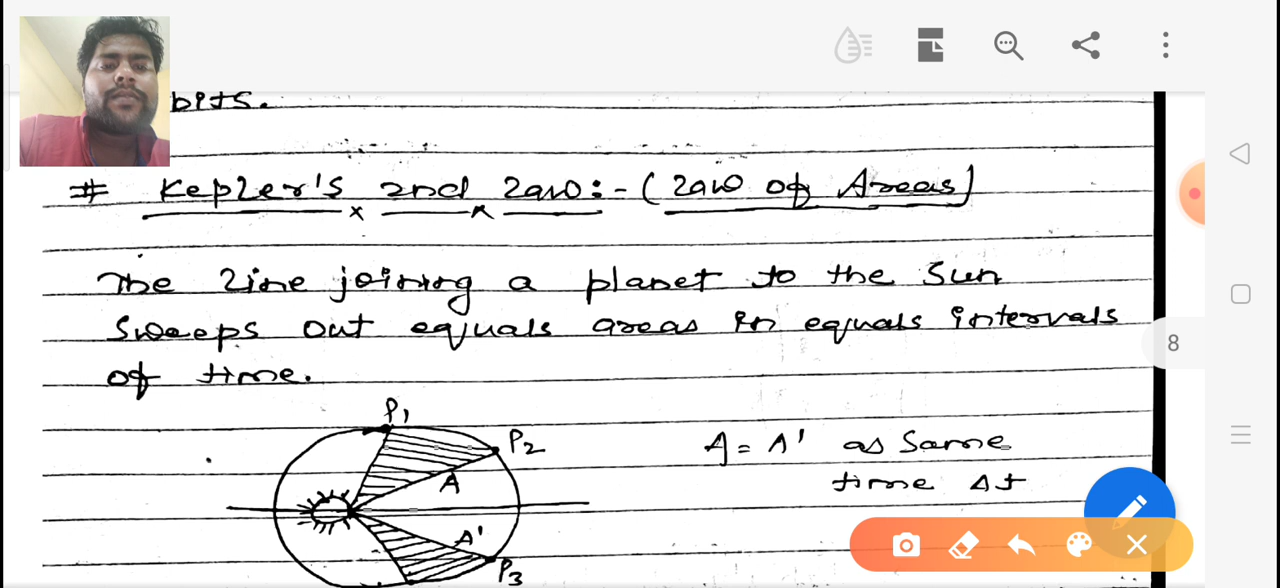 bits.
# Kepler's 2nd Law:- (Law of Areas)
The line joining a planet to the Sun
sweeps out equals areas in equals intervals
of time.
P1
P2
A
A = A' as same
time Δt
A'
P3
8